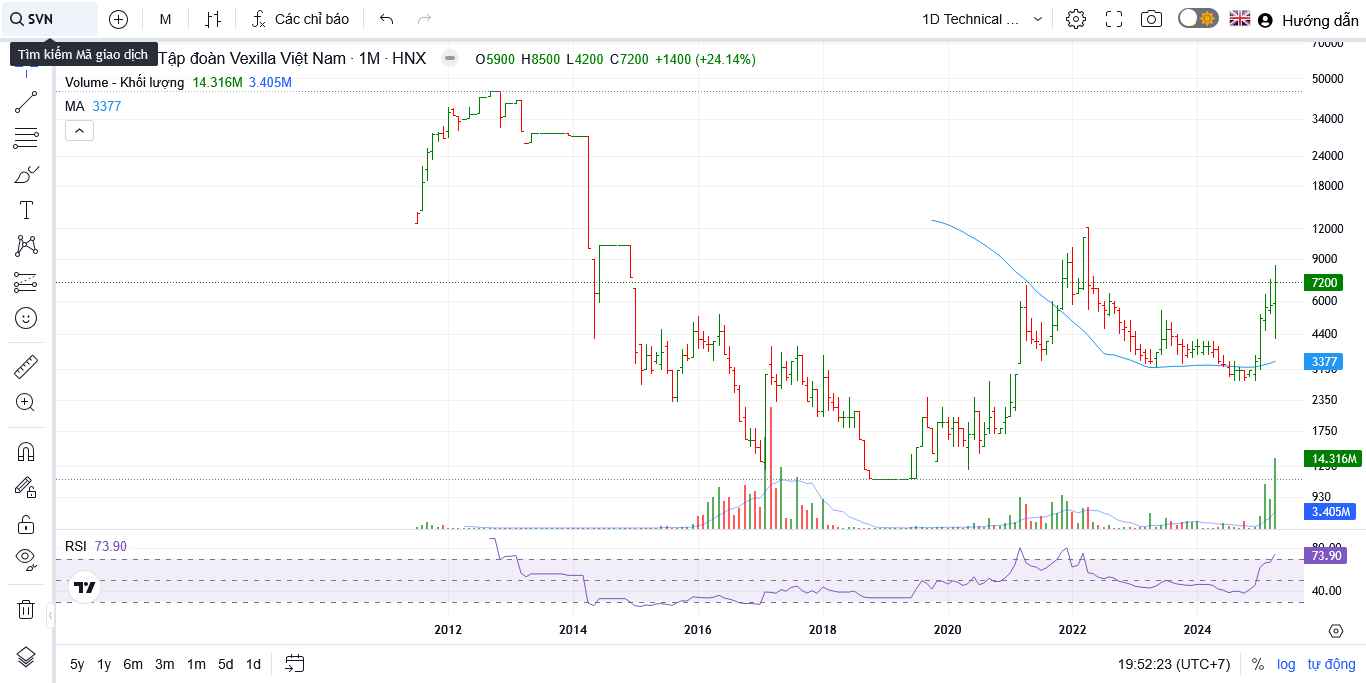 SVN
M
Các chỉ báo
1D Technical ...
Hướng dẫn
Tìm kiếm Mã giao dịch
Tập đoàn Vexilla Việt Nam · 1M · HNX
O5900 H8500 L4200 C7200 +1400 (+24.14%)
Volume - Khối lượng 14.316M 3.405M
MA 3377
70000
50000
34000
24000
18000
12000
9000
7200
6000
4400
3377
2350
1750
14.316M
930
3.405M
RSI 73.90
80.00
73.90
40.00
2012 2014 2016 2018 2020 2022 2024
5y 1y 6m 3m 1m 5d 1d
19:52:23 (UTC+7) % log tự động